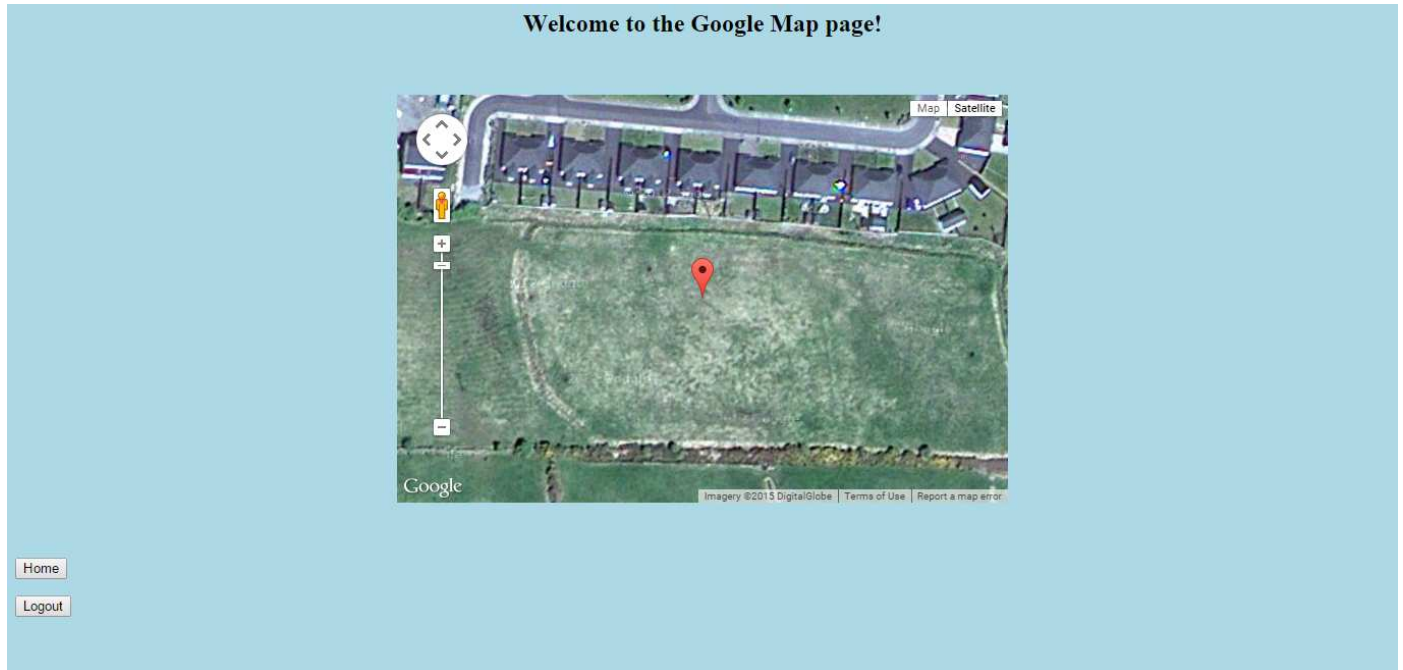 Welcome to the Google Map page!
Map Satellite
Google
Imagery ©2015 DigitalGlobe Terms of Use Report a map error
Home
Logout